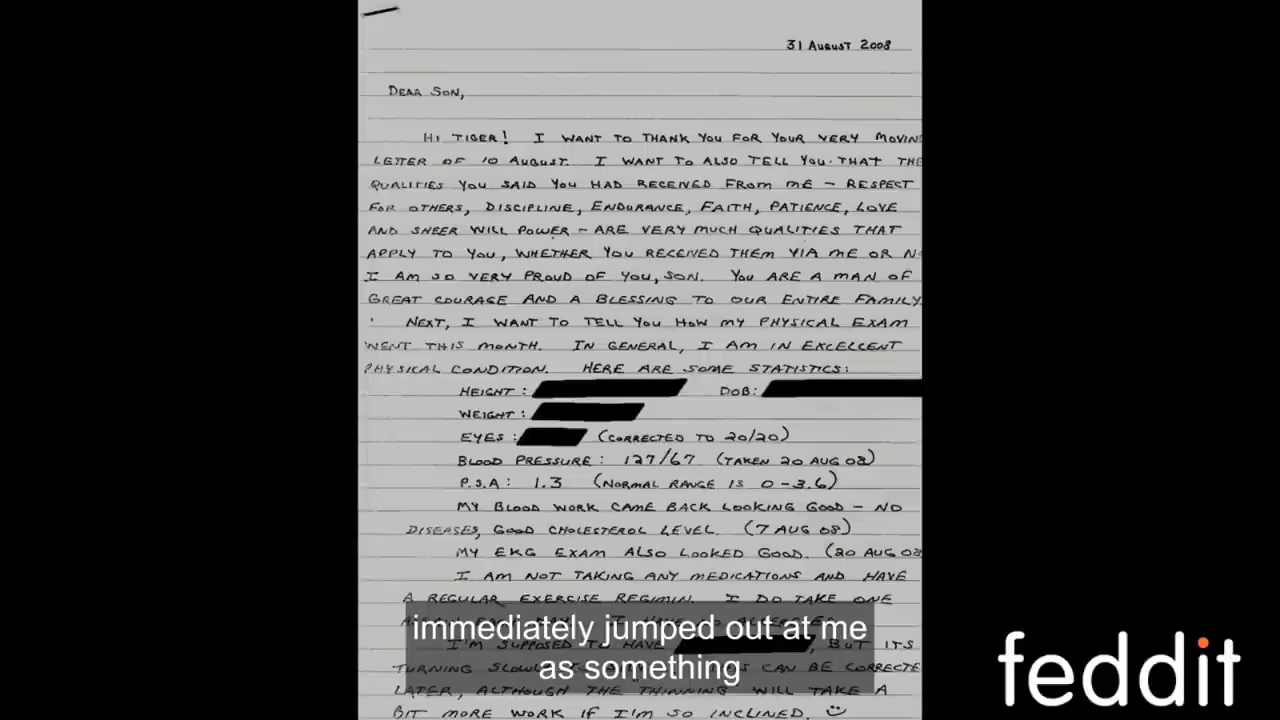 31 AUGUST 2008
DEAR SON,
HI TIGER! I WANT TO THANK YOU FOR YOUR VERY MOVIN
LETTER OF 10 AUGUST. I WANT TO ALSO TELL YOU THAT THE
QUALITIES YOU SAID YOU HAD RECEIVED FROM ME – RESPECT
FOR OTHERS, DISCIPLINE, ENDURANCE, FAITH, PATIENCE, LOVE
AND SHEER WILL POWER – ARE VERY MUCH QUALITIES THAT
APPLY TO YOU, WHETHER YOU RECEIVED THEM VIA ME OR N
I AM SO VERY PROUD OF YOU, SON. YOU ARE A MAN OF
GREAT COURAGE AND A BLESSING TO OUR ENTIRE FAMILY
NEXT, I WANT TO TELL YOU HOW MY PHYSICAL EXAM
WENT THIS MONTH. IN GENERAL, I AM IN EXCELLENT
PHYSICAL CONDITION. HERE ARE SOME STATISTICS:
HEIGHT: DOB:
WEIGHT:
EYES: (CORRECTED TO 20/20)
BLOOD PRESSURE: 127/67 (TAKEN 20 AUG 08)
P.S.A: 1.3 (NORMAL RANGE IS 0–3.6)
MY BLOOD WORK CAME BACK LOOKING GOOD – NO
DISEASES, GOOD CHOLESTEROL LEVEL. (7 AUG 08)
MY EKG EXAM ALSO LOOKED GOOD. (20 AUG 08
I AM NOT TAKING ANY MEDICATIONS AND HAVE
A REGULAR EXERCISE REGIMIN. I DO TAKE ONE
immediately jumped out at me
I'M SUPPOSED TO HAVE , BUT ITS
as something
TURNING SLOWLY CAN BE CORRECTE
LATER, ALTHOUGH THE THINNING WILL TAKE A
BIT MORE WORK IF I'M SO INCLINED. ☺
feddit